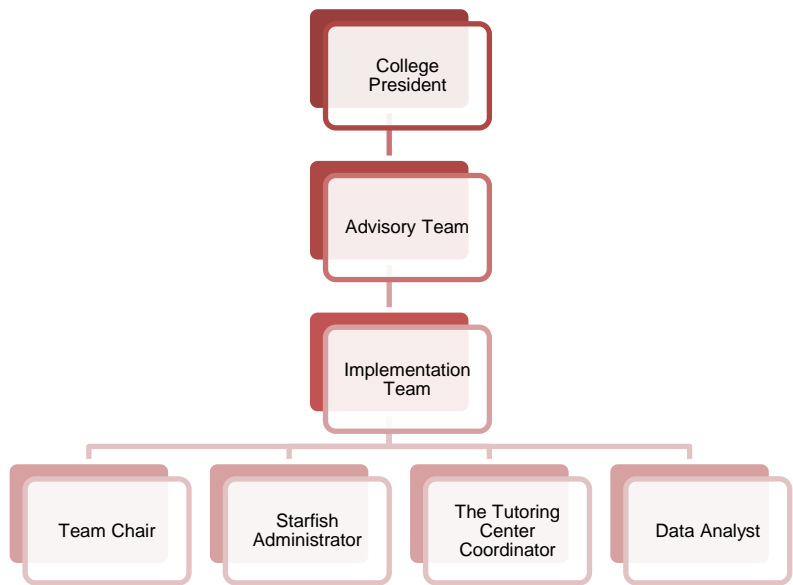 College
President
Advisory Team
Implementation
Team
Team Chair
Starfish
Administrator
The Tutoring
Center
Coordinator
Data Analyst